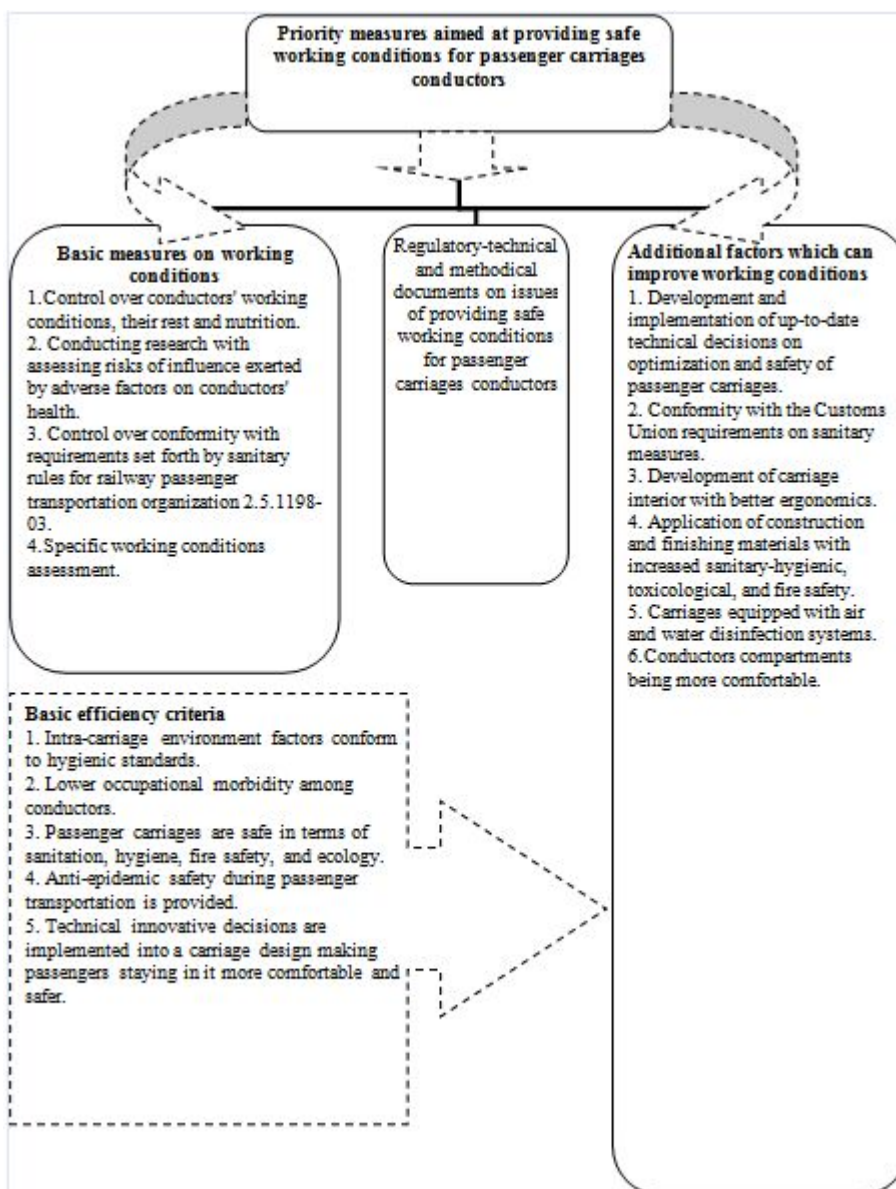 Priority measures aimed at providing safe
working conditions for passenger carriages
conductors
Basic measures on working
conditions
1.Control over conductors' working
conditions, their rest and nutrition.
2. Conducting research with
assessing risks of influence exerted
by adverse factors on conductors'
health.
3. Control over conformity with
requirements set forth by sanitary
rules for railway passenger
transportation organization 2.5.1198-
03.
4.Specific working conditions
assessment.
Regulatory-technical
and methodical
documents on issues
of providing safe
working conditions
for passenger
carriages conductors
Additional factors which can
improve working conditions
1. Development and
implementation of up-to-date
technical decisions on
optimization and safety of
passenger carriages.
2. Conformity with the Customs
Union requirements on sanitary
measures.
3. Development of carriage
interior with better ergonomics.
4. Application of construction
and finishing materials with
increased sanitary-hygienic,
toxicological, and fire safety.
5. Carriages equipped with air
and water disinfection systems.
6.Conductors compartments
being more comfortable.
Basic efficiency criteria
1. Intra-carriage environment factors conform
to hygienic standards.
2. Lower occupational morbidity among
conductors.
3. Passenger carriages are safe in terms of
sanitation, hygiene, fire safety, and ecology.
4. Anti-epidemic safety during passenger
transportation is provided.
5. Technical innovative decisions are
implemented into a carriage design making
passengers staying in it more comfortable and
safer.